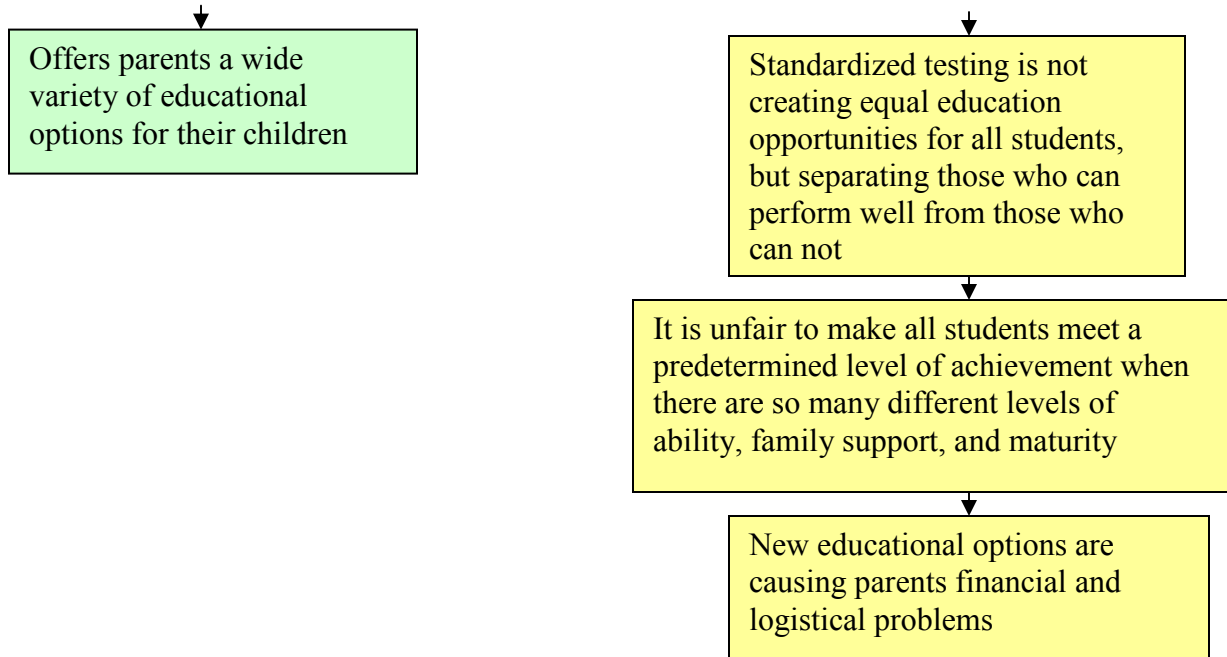 Offers parents a wide
variety of educational
options for their children
Standardized testing is not
creating equal education
opportunities for all students,
but separating those who can
perform well from those who
can not
It is unfair to make all students meet a
predetermined level of achievement when
there are so many different levels of
ability, family support, and maturity
New educational options are
causing parents financial and
logistical problems